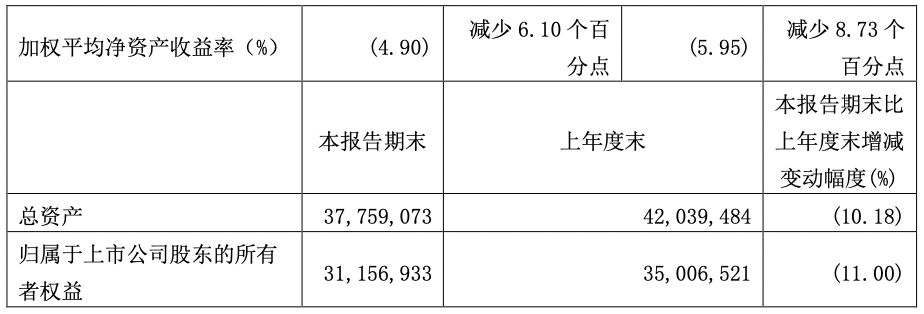 加权平均净资产收益率（%） (4.90) 减少 6.10 个百分点 (5.95) 减少 8.73 个百分点
本报告期末 上年度末 本报告期末比上年度末增减变动幅度(%)
总资产 37,759,073 42,039,484 (10.18)
归属于上市公司股东的所有者权益 31,156,933 35,006,521 (11.00)